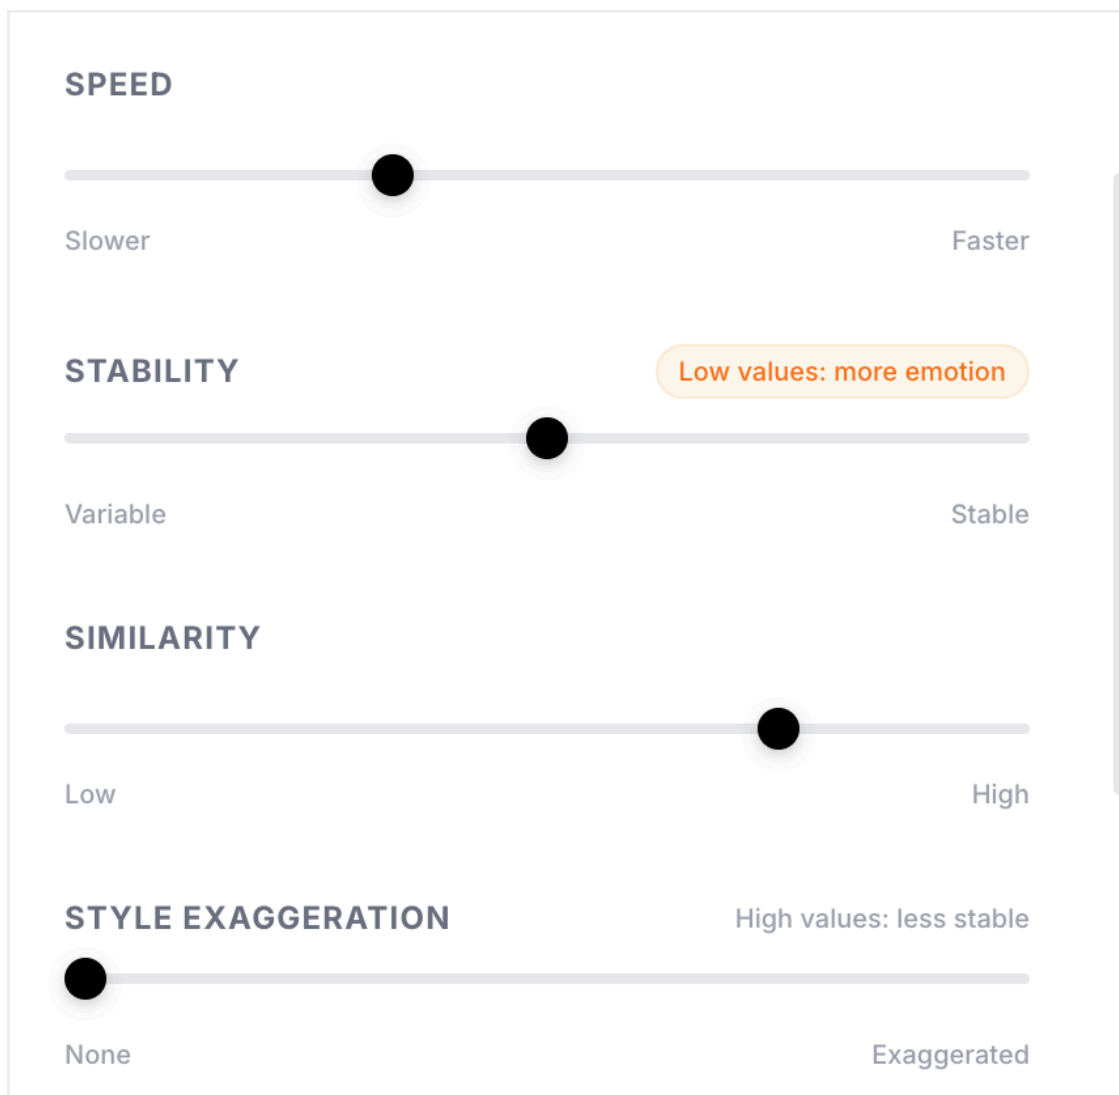 SPEED
Slower Faster
STABILITY Low values: more emotion
Variable Stable
SIMILARITY
Low High
STYLE EXAGGERATION High values: less stable
None Exaggerated